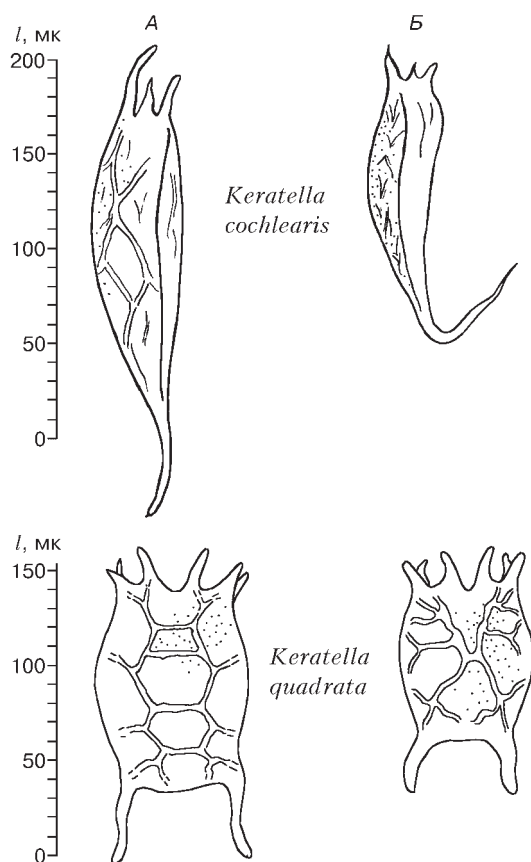 А
Б
l, мк
200
150
100
50
0
Keratella
cochlearis
l, мк
150
100
50
0
Keratella
quadrata